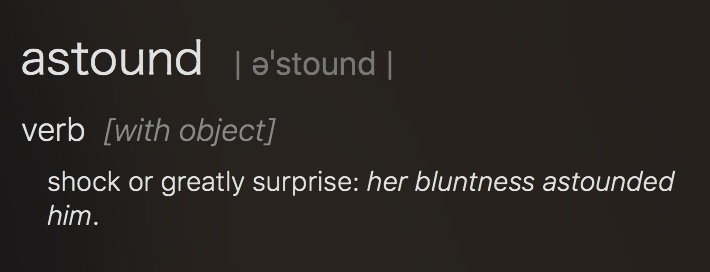 astound | ə'stound |
verb [with object]
shock or greatly surprise: her bluntness astounded
him.